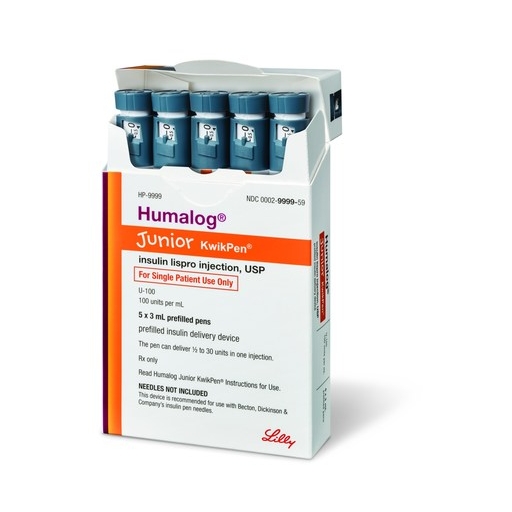 HP-9999
NDC 0002-9999-59
Humalog®
Junior KwikPen®
insulin lispro injection, USP
For Single Patient Use Only
U-100
100 units per mL
5 x 3 mL prefilled pens
prefilled insulin delivery device
The pen can deliver ½ to 30 units in one injection.
Rx only
Read Humalog Junior KwikPen® Instructions for Use.
NEEDLES NOT INCLUDED
This device is recommended for use with Becton, Dickinson &
Company's insulin pen needles.
Lilly